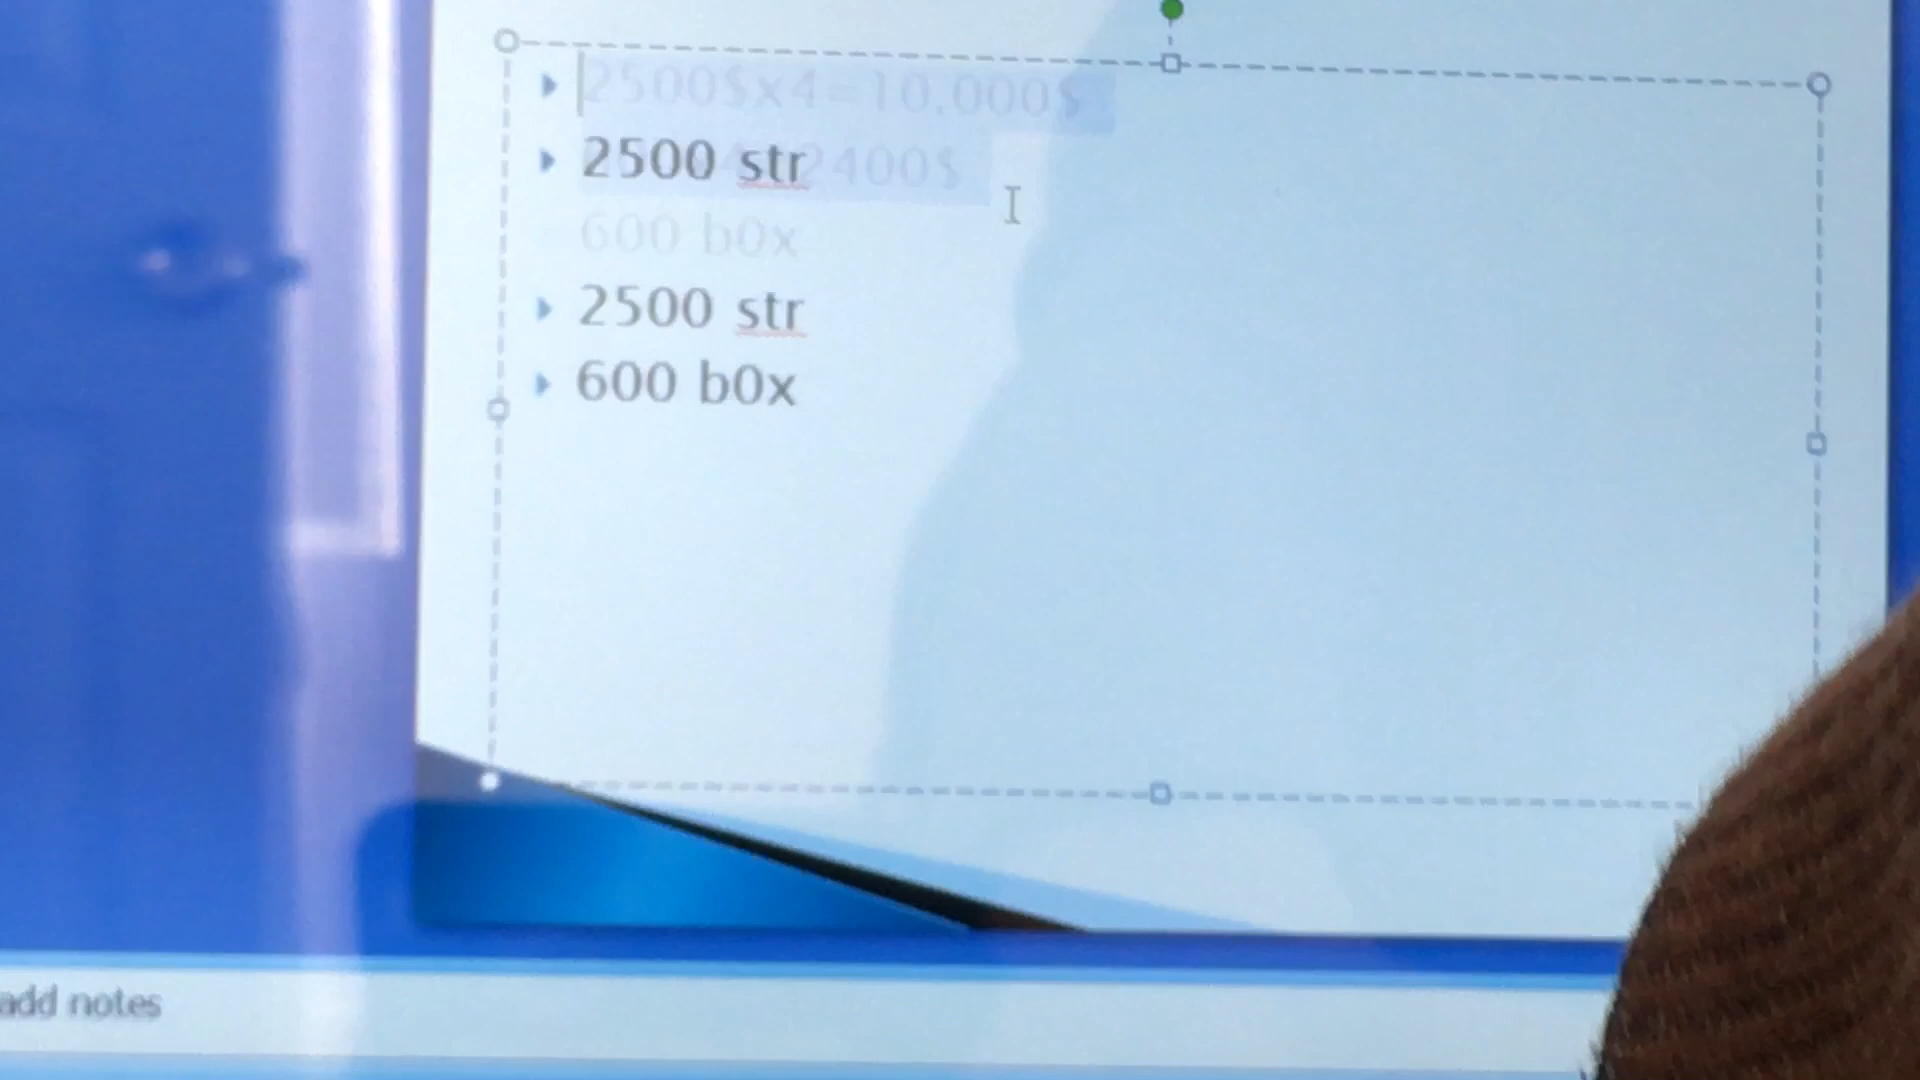 2500$x4=10.000$
2500 str 2400$
600 b0x
2500 str
600 b0x
add notes